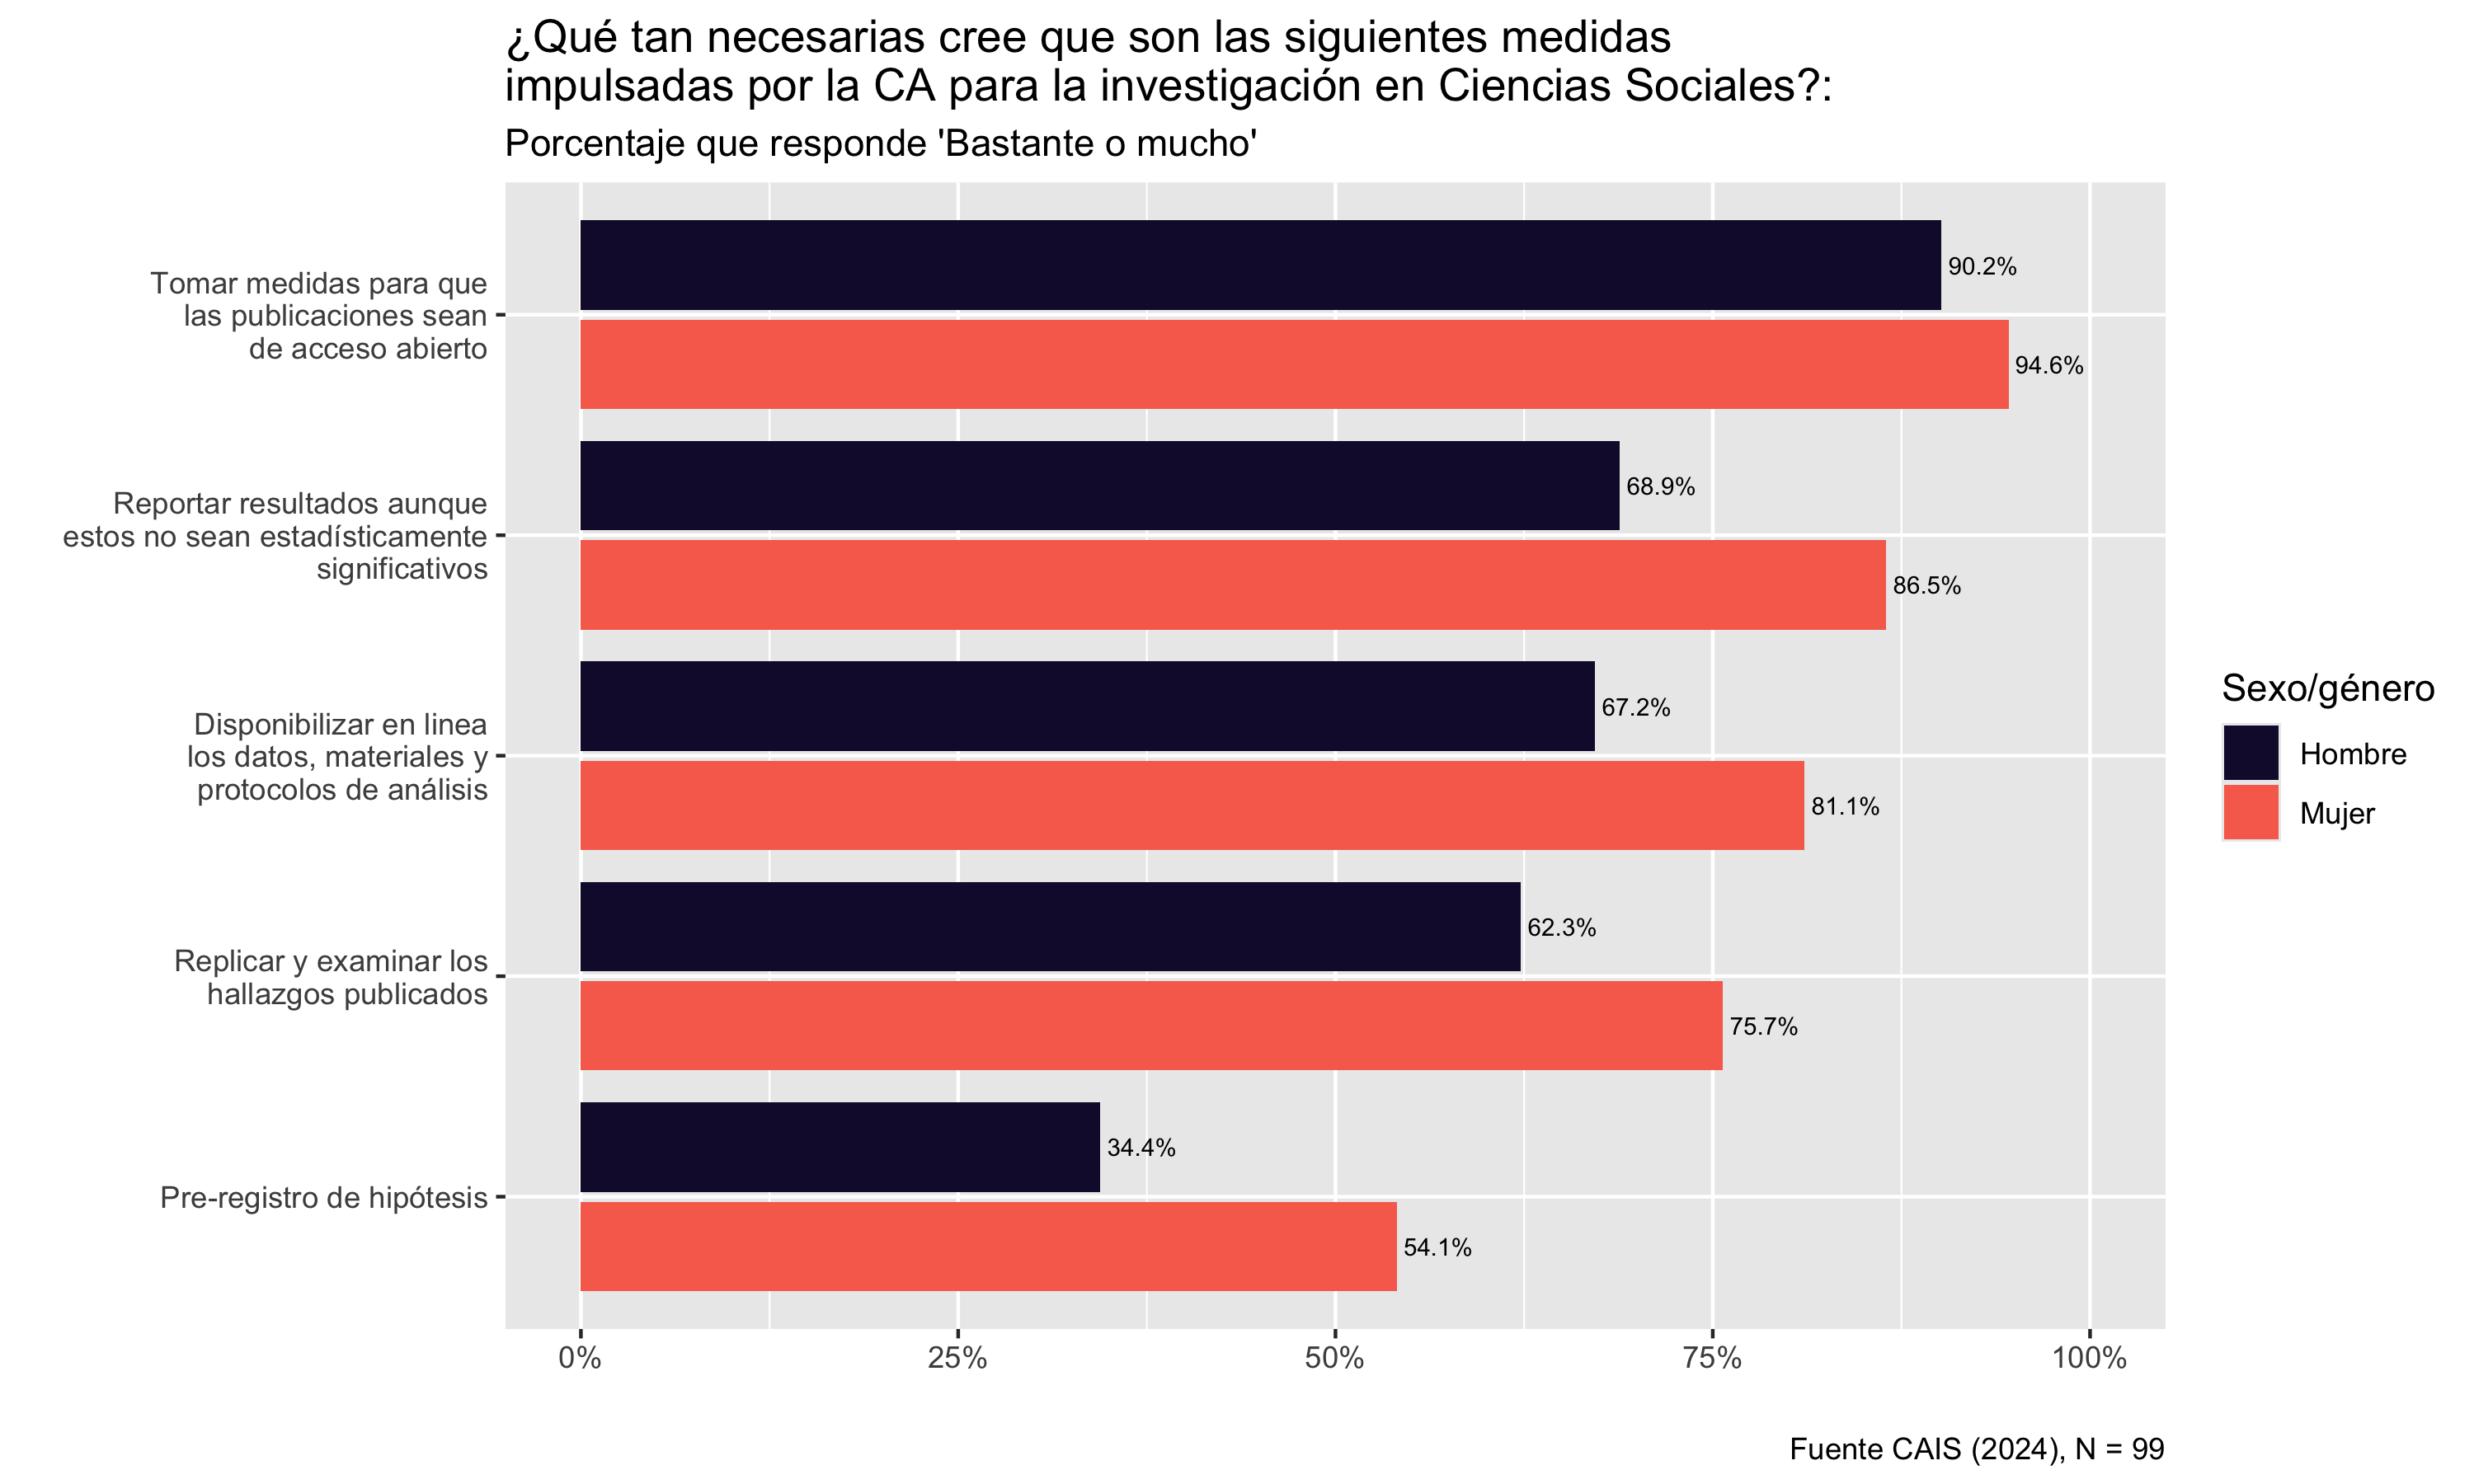 ¿Qué tan necesarias cree que son las siguientes medidas
impulsadas por la CA para la investigación en Ciencias Sociales?:
Porcentaje que responde 'Bastante o mucho'
Tomar medidas para que
las publicaciones sean
de acceso abierto
90.2%
94.6%
Reportar resultados aunque
estos no sean estadísticamente
significativos
68.9%
86.5%
Disponibilizar en linea
los datos, materiales y
protocolos de análisis
67.2%
81.1%
Replicar y examinar los
hallazgos publicados
62.3%
75.7%
Pre-registro de hipótesis
34.4%
54.1%
0%
25%
50%
75%
100%
Sexo/género
Hombre
Mujer
Fuente CAIS (2024), N = 99